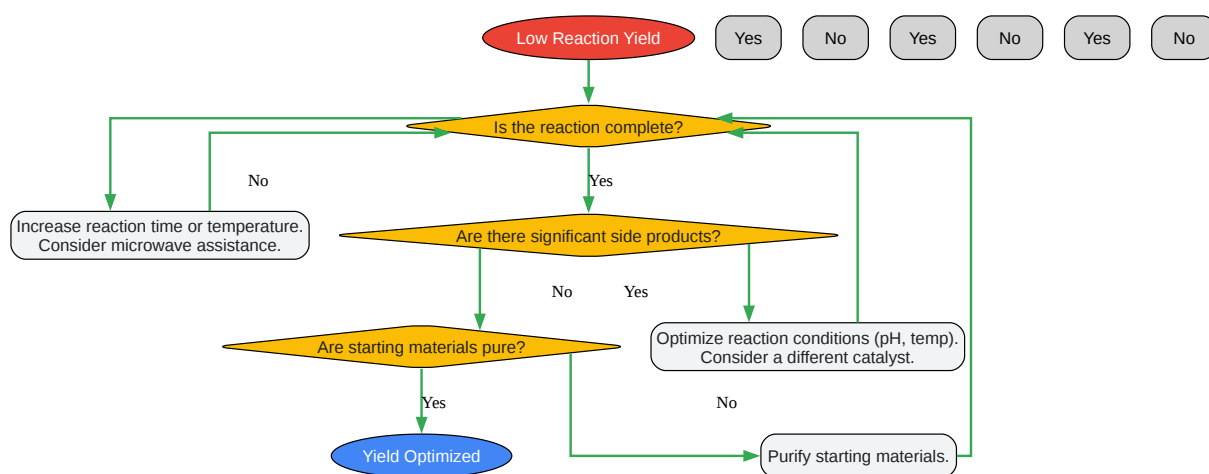 Low Reaction Yield
Yes
No
Yes
No
Yes
No
Is the reaction complete?
No
Yes
Increase reaction time or temperature.
Consider microwave assistance.
Are there significant side products?
No
Yes
Optimize reaction conditions (pH, temp).
Consider a different catalyst.
Are starting materials pure?
Yes
No
Yield Optimized
Purify starting materials.